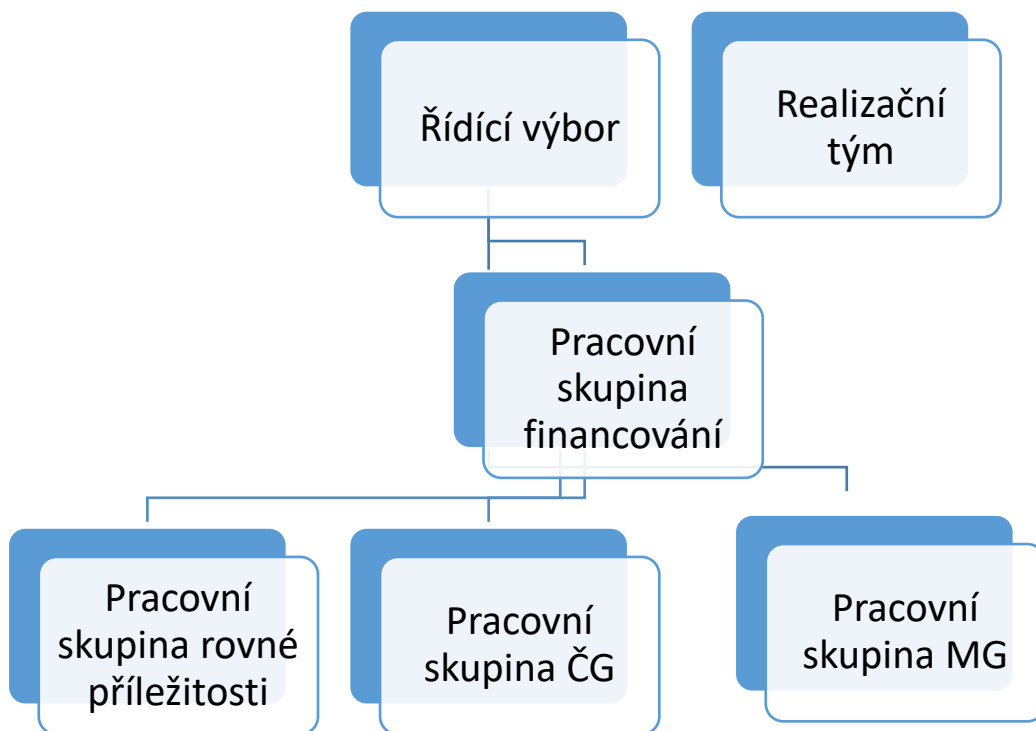 Řídící výbor
Realizační
tým
Pracovní
skupina
financování
Pracovní
skupina rovné
příležitosti
Pracovní
skupina ČG
Pracovní
skupina MG